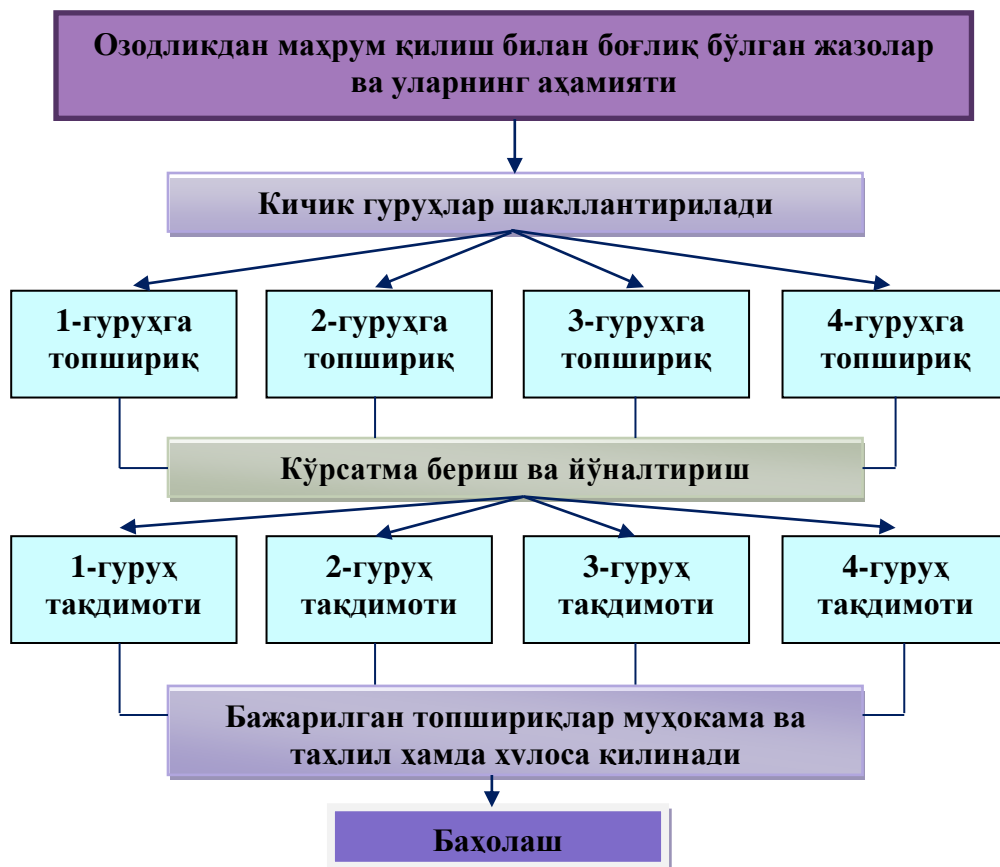 Озодликдан маҳрум қилиш билан боғлиқ бўлган жазолар
ва уларнинг аҳамияти
Кичик гуруҳлар шакллантирилади
1-гуруҳга
топшириқ
2-гуруҳга
топшириқ
3-гуруҳга
топшириқ
4-гуруҳга
топшириқ
Кўрсатма бериш ва йўналтириш
1-гуруҳ
тақдимоти
2-гуруҳ
тақдимоти
3-гуруҳ
тақдимоти
4-гуруҳ
тақдимоти
Бажарилган топшириқлар муҳокама ва
таҳлил ҳамда хулоса қилинади
Баҳолаш